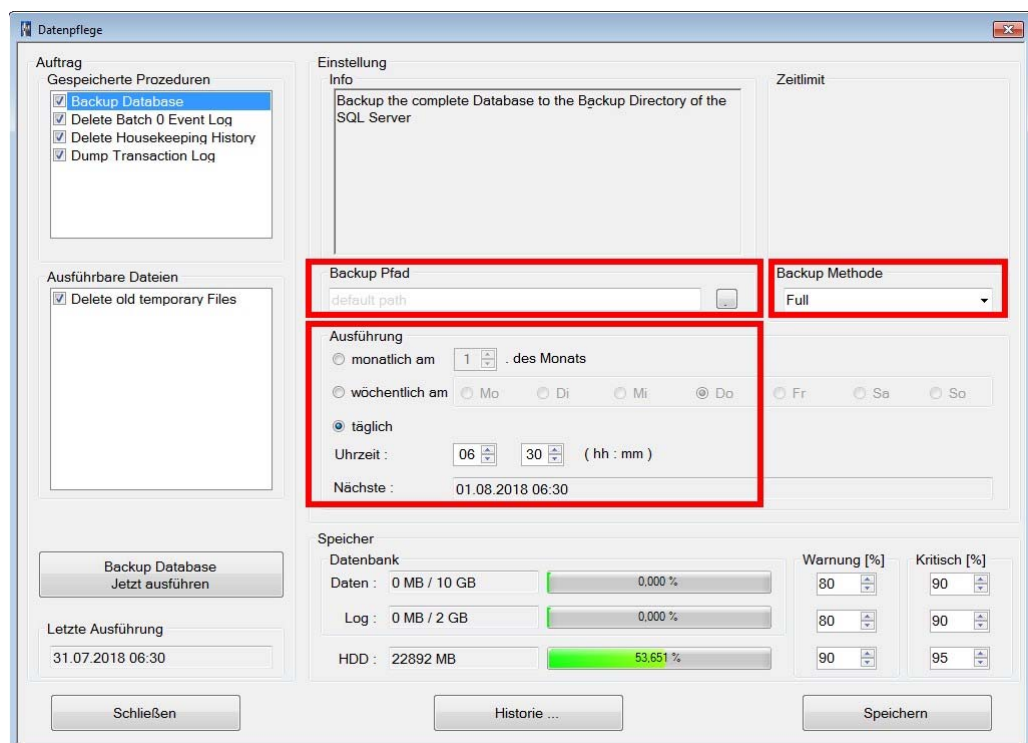 Datenpflege
Auftrag
Gespeicherte Prozeduren
Backup Database
Delete Batch 0 Event Log
Delete Housekeeping History
Dump Transaction Log
Ausführbare Dateien
Delete old temporary Files
Backup Database
Jetzt ausführen
Letzte Ausführung
31.07.2018 06:30
Einstellung
Info
Backup the complete Database to the Backup Directory of the
SQL Server
Zeitlimit
Backup Pfad
default path
.
Backup Methode
Full
Ausführung
monatlich am 1 . des Monats
wöchentlich am Mo Di Mi Do Fr Sa So
täglich
Uhrzeit : 06 30 ( hh : mm )
Nächste : 01.08.2018 06:30
Speicher
Datenbank Warnung [%] Kritisch [%]
Daten : 0 MB / 10 GB 0,000 % 80 90
Log : 0 MB / 2 GB 0,000 % 80 90
HDD : 22892 MB 53,651 % 90 95
Schließen Historie ... Speichern